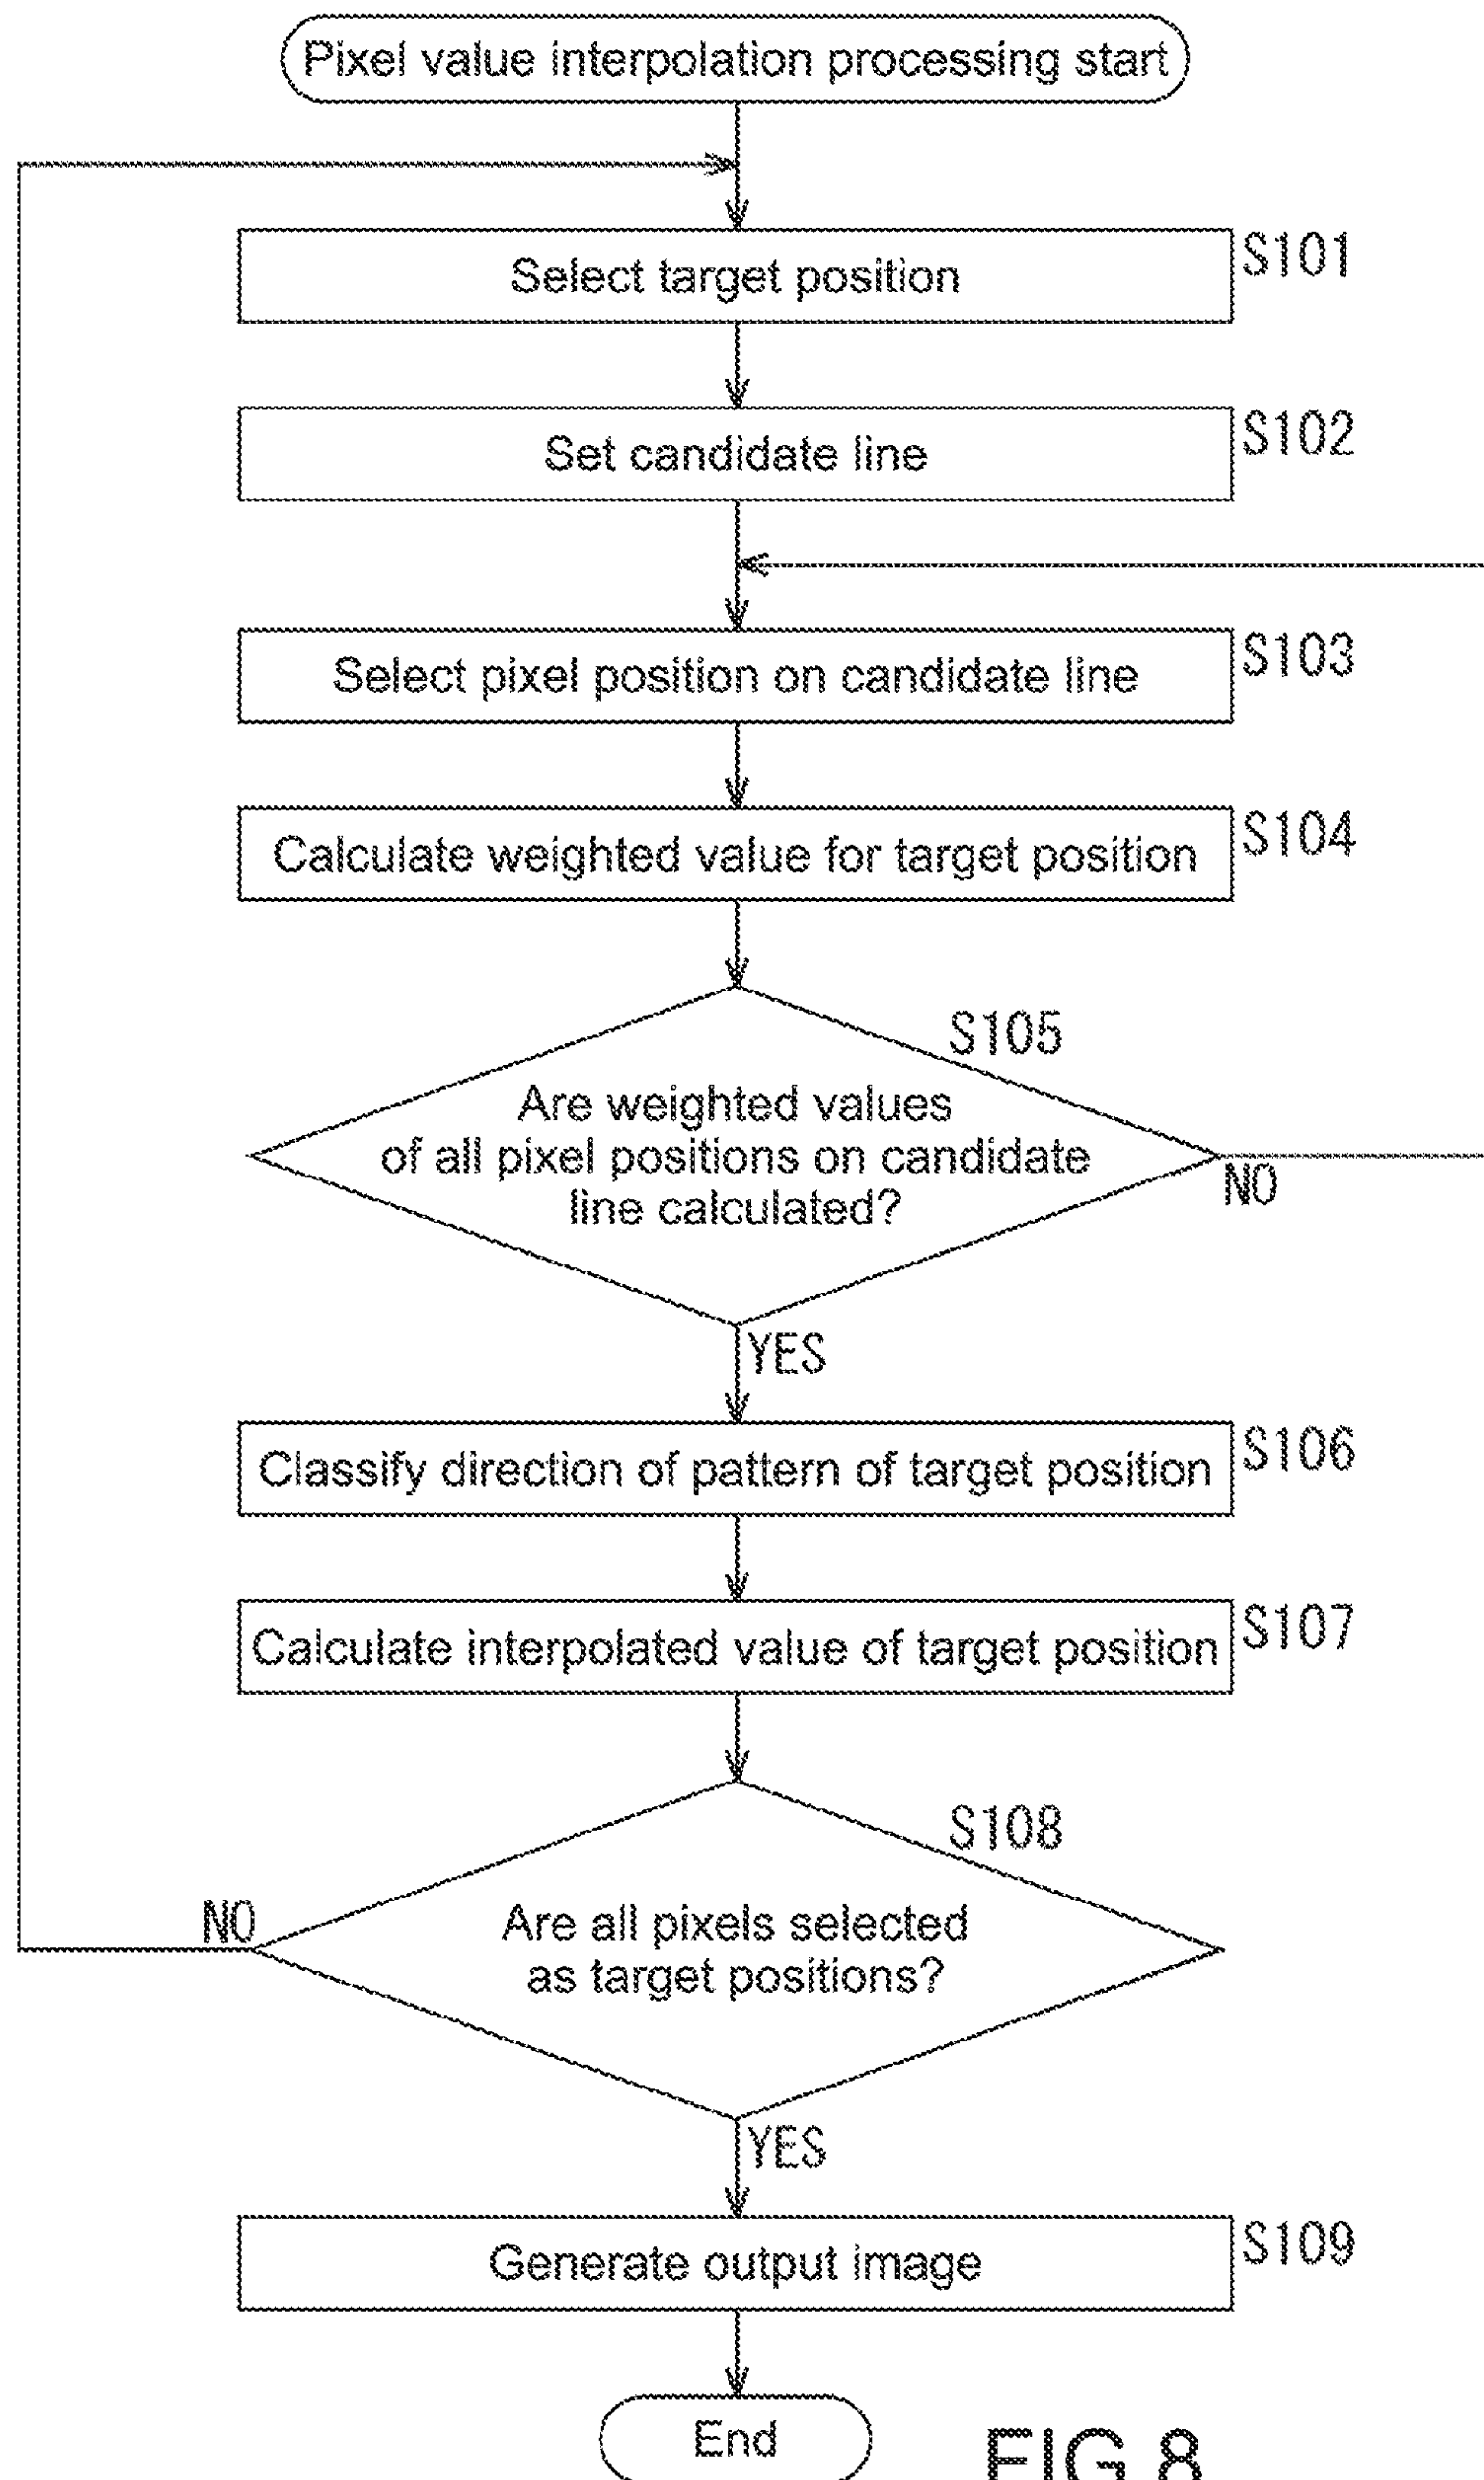 Pixel value interpolation processing start
Select target position
S101
Set candidate line
S102
Select pixel position on candidate line
S103
Calculate weighted value for target position
S104
S105
Are weighted values
of all pixel positions on candidate
line calculated?
NO
YES
Classify direction of pattern of target position
S106
Calculate interpolated value of target position
S107
S108
NO
Are all pixels selected
as target positions?
YES
Generate output image
S109
End
FIG.8